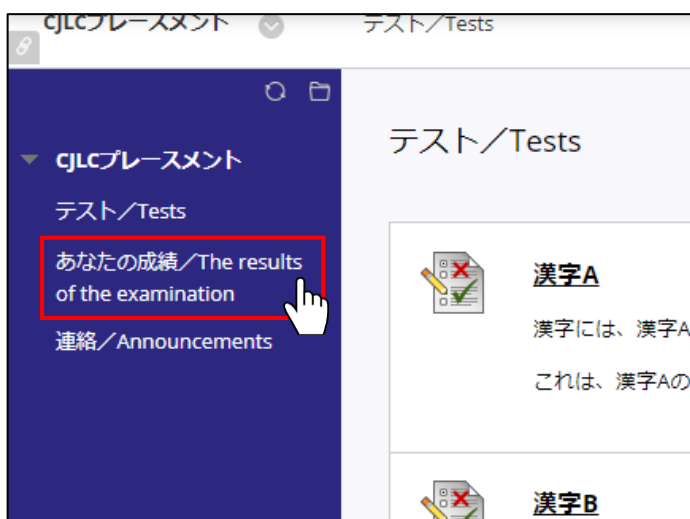 CJLCプレースメント
テスト／Tests
CJLCプレースメント
テスト／Tests
あなたの成績／The results
of the examination
連絡／Announcements
テスト／Tests
漢字A
漢字には、漢字A
これは、漢字Aの
漢字B